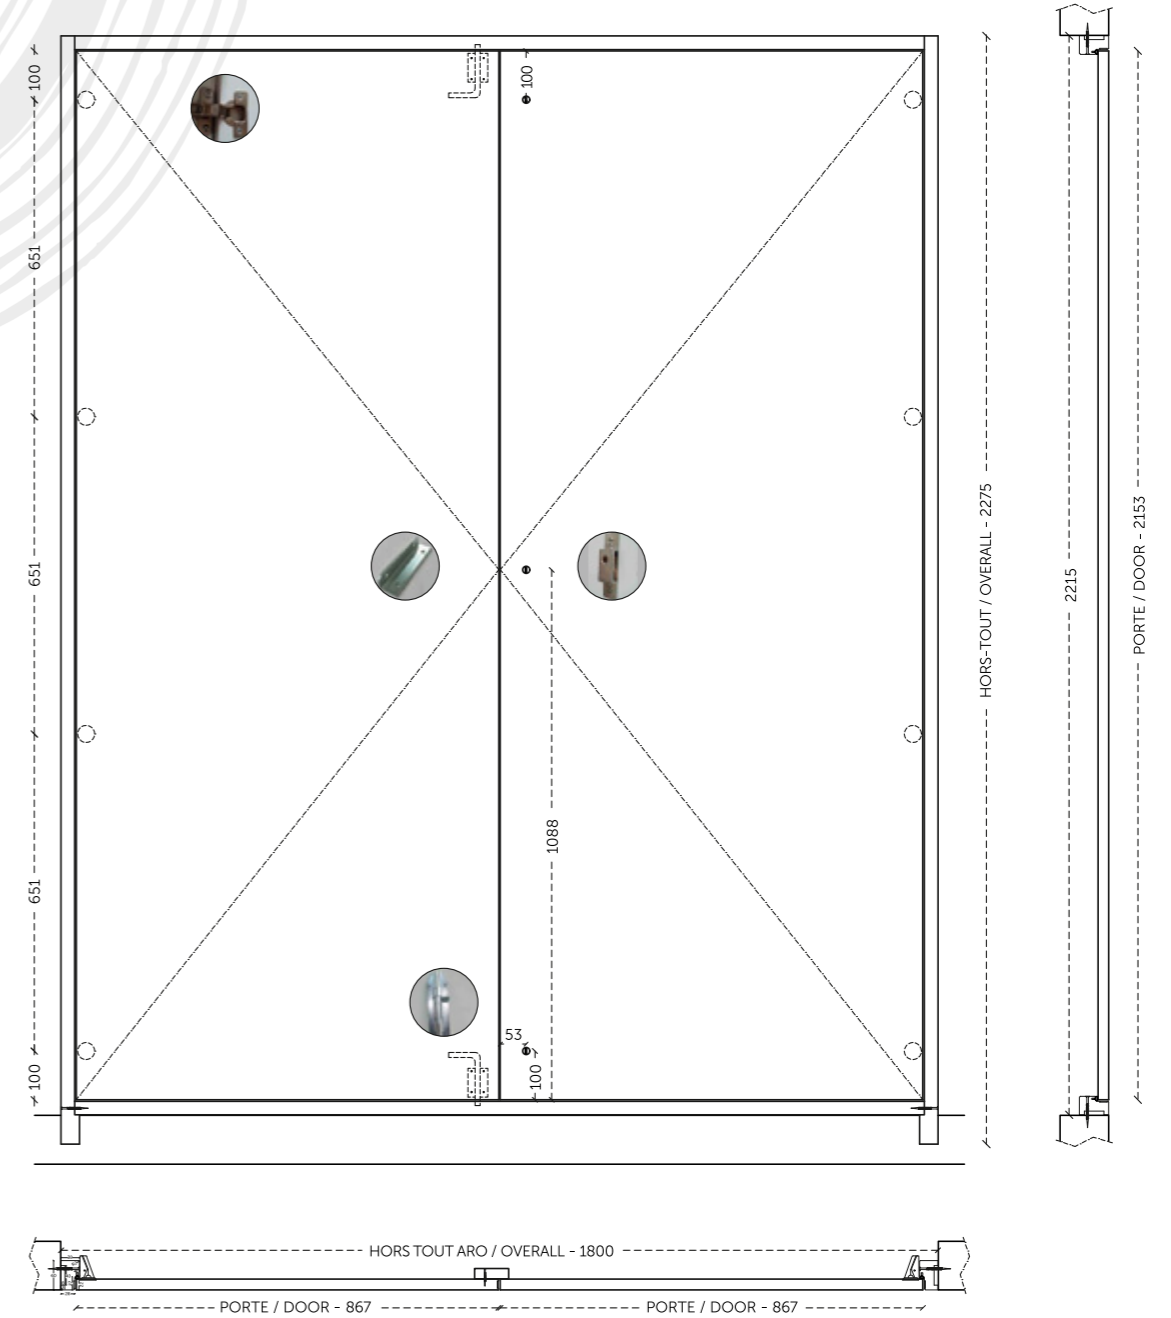 100
651
651
651
100
100
1088
53
100
HORS-TOUT / OVERALL - 2275
2215
PORTE / DOOR - 2153
HORS TOUT ARO / OVERALL - 1800
PORTE / DOOR - 867
PORTE / DOOR - 867